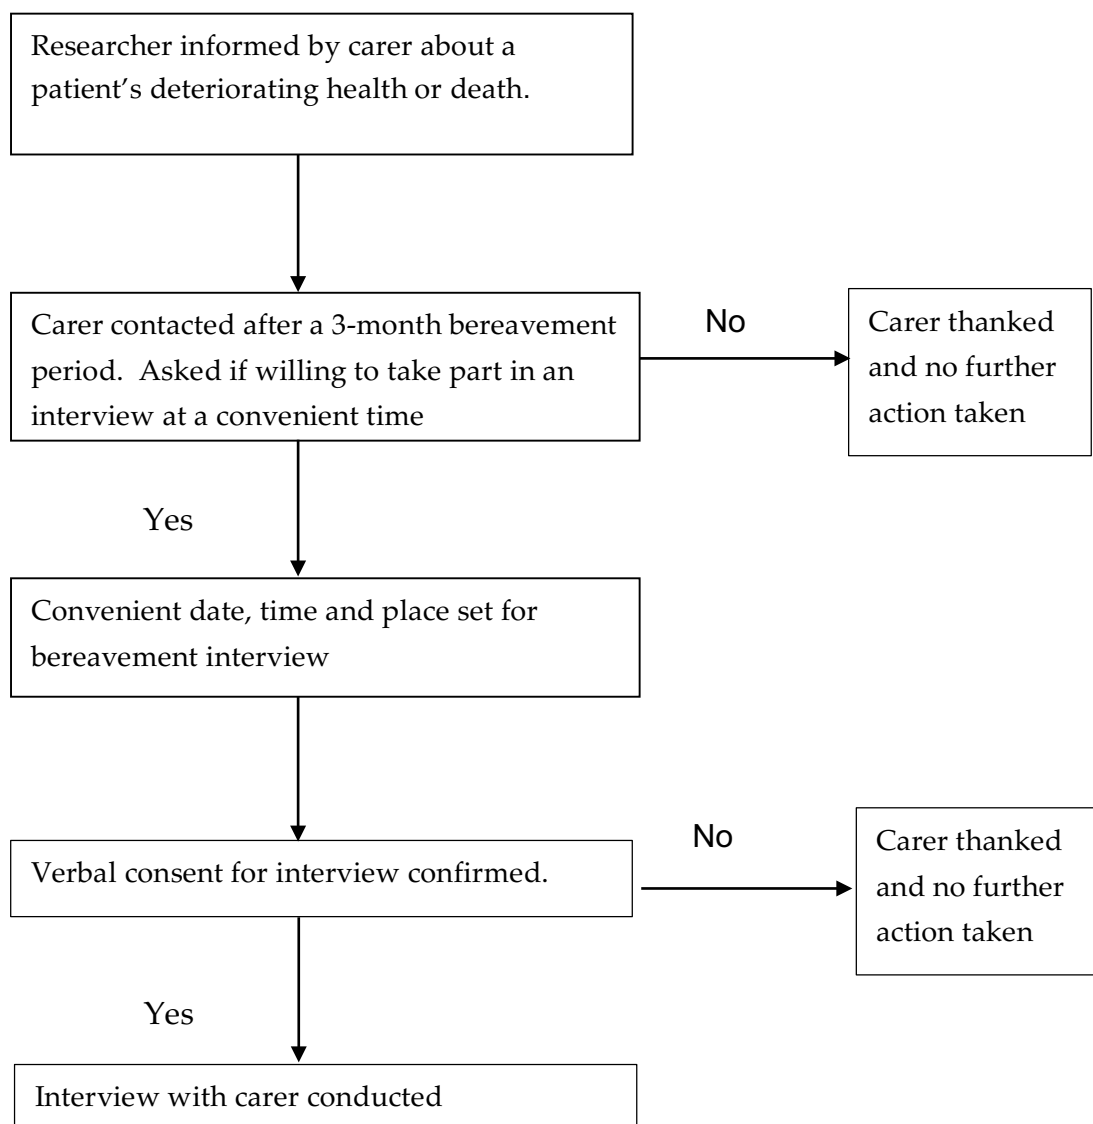 Researcher informed by carer about a
patient’s deteriorating health or death.
Carer contacted after a 3-month bereavement
period.  Asked if willing to take part in an
interview at a convenient time
No
Carer thanked
and no further
action taken
Yes
Convenient date, time and place set for
bereavement interview
Verbal consent for interview confirmed.
No
Carer thanked
and no further
action taken
Yes
Interview with carer conducted